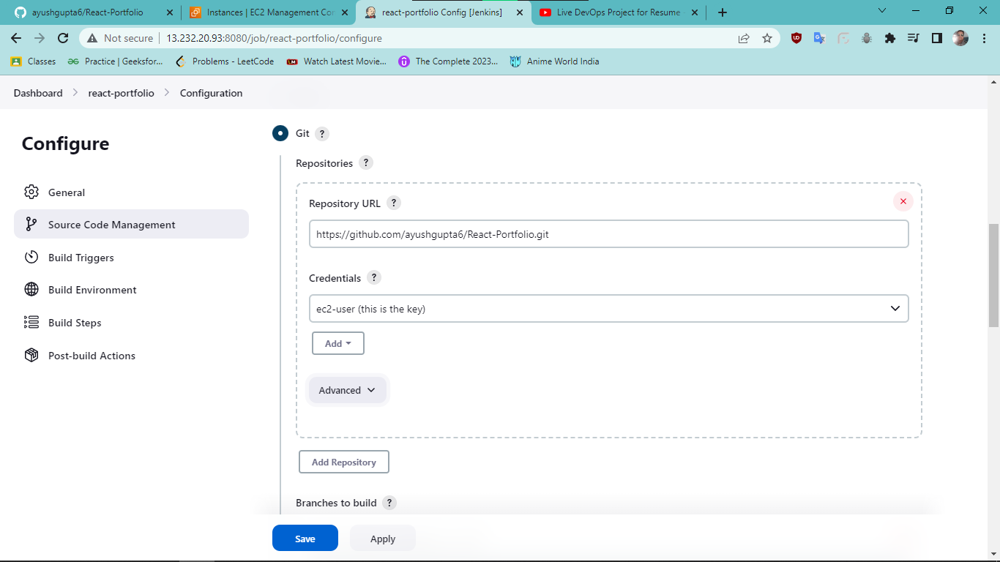 ayushgupta6/React-Portfolio
Instances | EC2 Management Con
react-portfolio Config [Jenkins]
Live DevOps Project for Resume
Not secure
13.232.20.93:8080/job/react-portfolio/configure
Classes
Practice | Geeksfor...
Problems - LeetCode
Watch Latest Movie...
The Complete 2023...
Anime World India
Dashboard
react-portfolio
Configuration
Configure
General
Source Code Management
Build Triggers
Build Environment
Build Steps
Post-build Actions
Git ?
Repositories ?
Repository URL ?
https://github.com/ayushgupta6/React-Portfolio.git
Credentials ?
ec2-user (this is the key)
Add
Advanced
Add Repository
Branches to build ?
Save
Apply